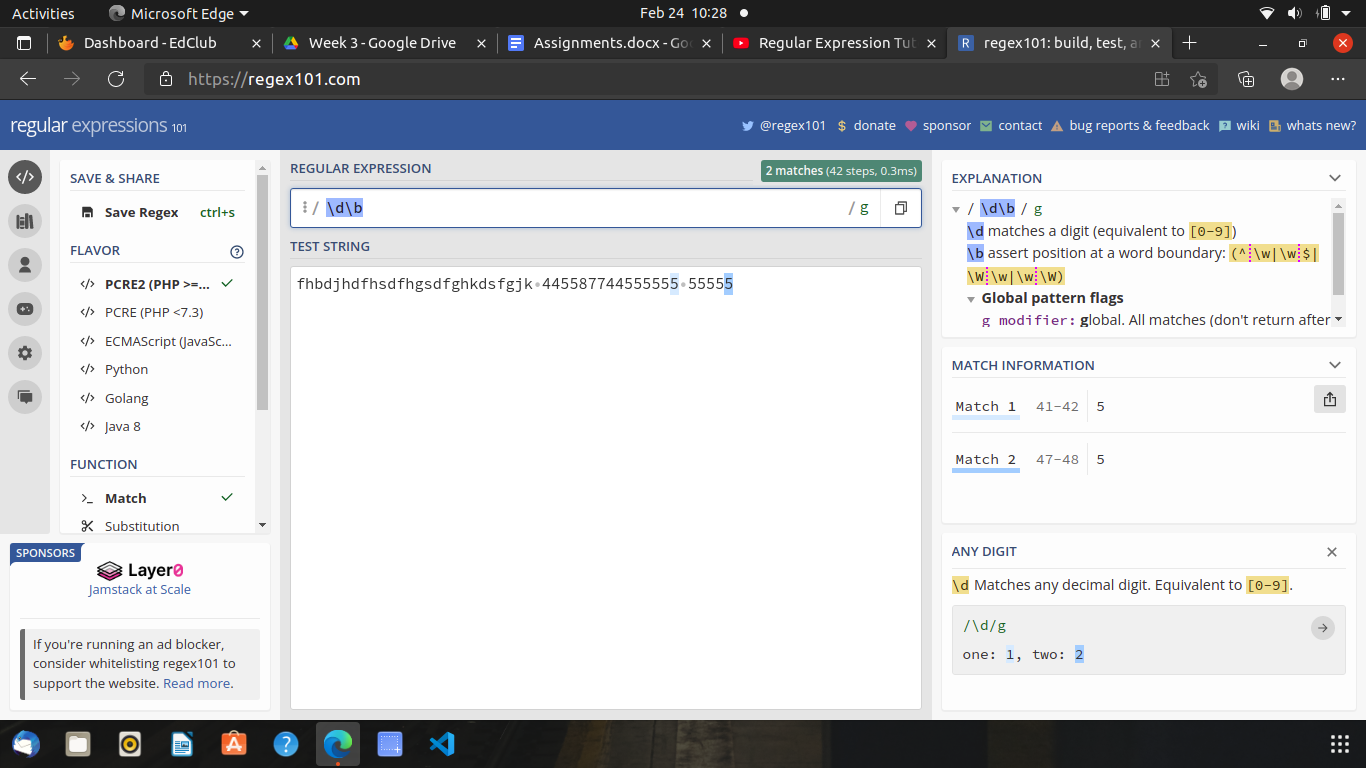 Activities
Microsoft Edge
Feb 24 10:28
Dashboard - EdClub
Week 3 - Google Drive
Assignments.docx - Go
Regular Expression Tut
regex101: build, test, a
https://regex101.com
regular expressions 101
@regex101
$ donate
sponsor
contact
bug reports & feedback
wiki
whats new?
SAVE & SHARE
Save Regex ctrl+s
FLAVOR
</> PCRE2 (PHP >=...
</> PCRE (PHP <7.3)
</> ECMAScript (JavaSc...
</> Python
</> Golang
</> Java 8
FUNCTION
>_ Match
Substitution
SPONSORS
Layer0
Jamstack at Scale
If you're running an ad blocker,
consider whitelisting regex101 to
support the website. Read more.
REGULAR EXPRESSION
2 matches (42 steps, 0.3ms)
/ \d\b / g
TEST STRING
fhbdjhdfhsdfhgsdfghkdsfgjk•445587744555555•55555
EXPLANATION
/ \d\b / g
\d matches a digit (equivalent to [0-9])
\b assert position at a word boundary: (^\w|\w$|
\W\w|\w\W)
Global pattern flags
g modifier: global. All matches (don't return after
MATCH INFORMATION
Match 1 41-42 5
Match 2 47-48 5
ANY DIGIT
\d Matches any decimal digit. Equivalent to [0-9].
/\d/g
one: 1, two: 2